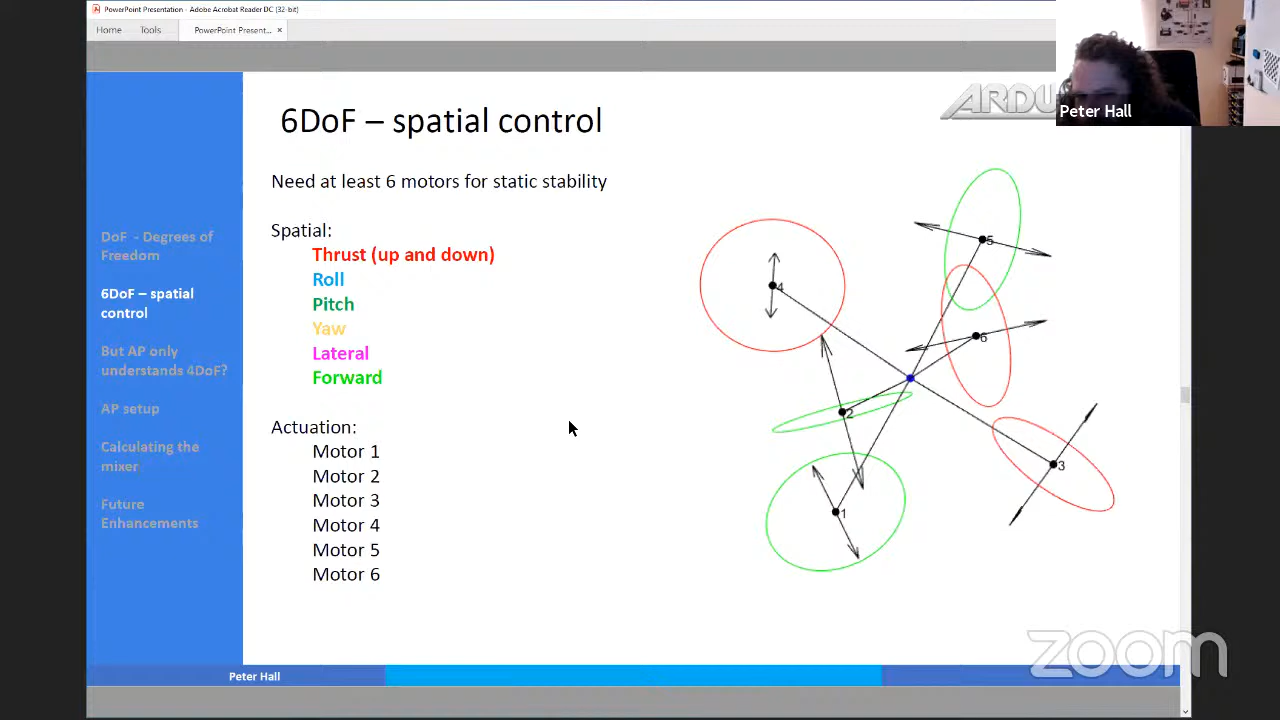 PowerPoint Presentation - Adobe Acrobat Reader DC (32-bit)
Home Tools PowerPoint Present... ×
6DoF – spatial control
Peter Hall
Need at least 6 motors for static stability
Spatial:
Thrust (up and down)
Roll
Pitch
Yaw
Lateral
Forward
Actuation:
Motor 1
Motor 2
Motor 3
Motor 4
Motor 5
Motor 6
DoF - Degrees of
Freedom
6DoF – spatial
control
But AP only
understands 4DoF?
AP setup
Calculating the
mixer
Future
Enhancements
5
4
6
2
3
1
zoom
Peter Hall